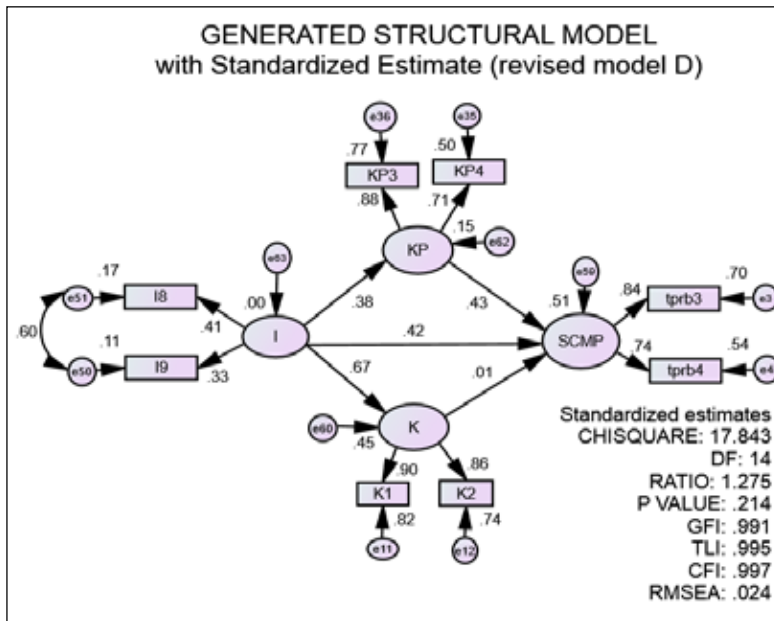 GENERATED STRUCTURAL MODEL
with Standardized Estimate (revised model D)
e36
e35
.77
.50
KP3
KP4
.88
.71
.15
KP
e62
e63
e59
.17
.00
.38
.43
.51
.84
.70
e51
I8
tprb3
e3
.41
.60
I
.42
SCMP
.11
.74
.54
e50
I9
.33
.67
.01
tprb4
e4
K
e60
.45
.90
.86
K1
K2
.82
.74
e11
e12
Standardized estimates
CHISQUARE: 17.843
DF: 14
RATIO: 1.275
P VALUE: .214
GFI: .991
TLI: .995
CFI: .997
RMSEA: .024